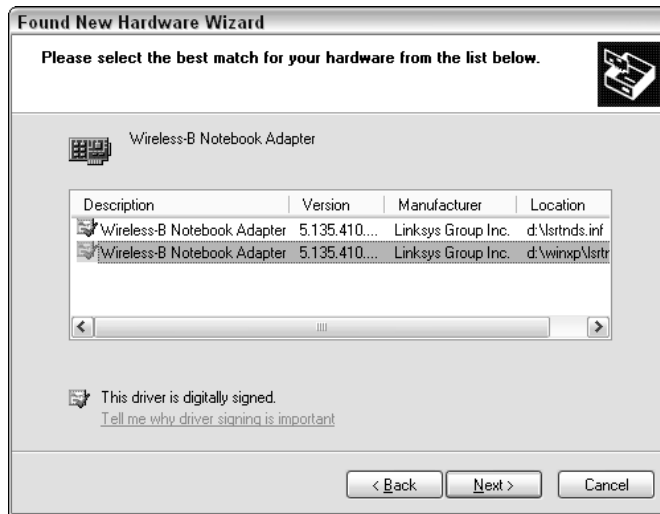 Found New Hardware Wizard
Please select the best match for your hardware from the list below.
Wireless-B Notebook Adapter
Description Version Manufacturer Location
Wireless-B Notebook Adapter 5.135.410.... Linksys Group Inc. d:\lsrtnds.inf
Wireless-B Notebook Adapter 5.135.410.... Linksys Group Inc. d:\winxp\lsrtr
This driver is digitally signed.
Tell me why driver signing is important
< Back Next > Cancel